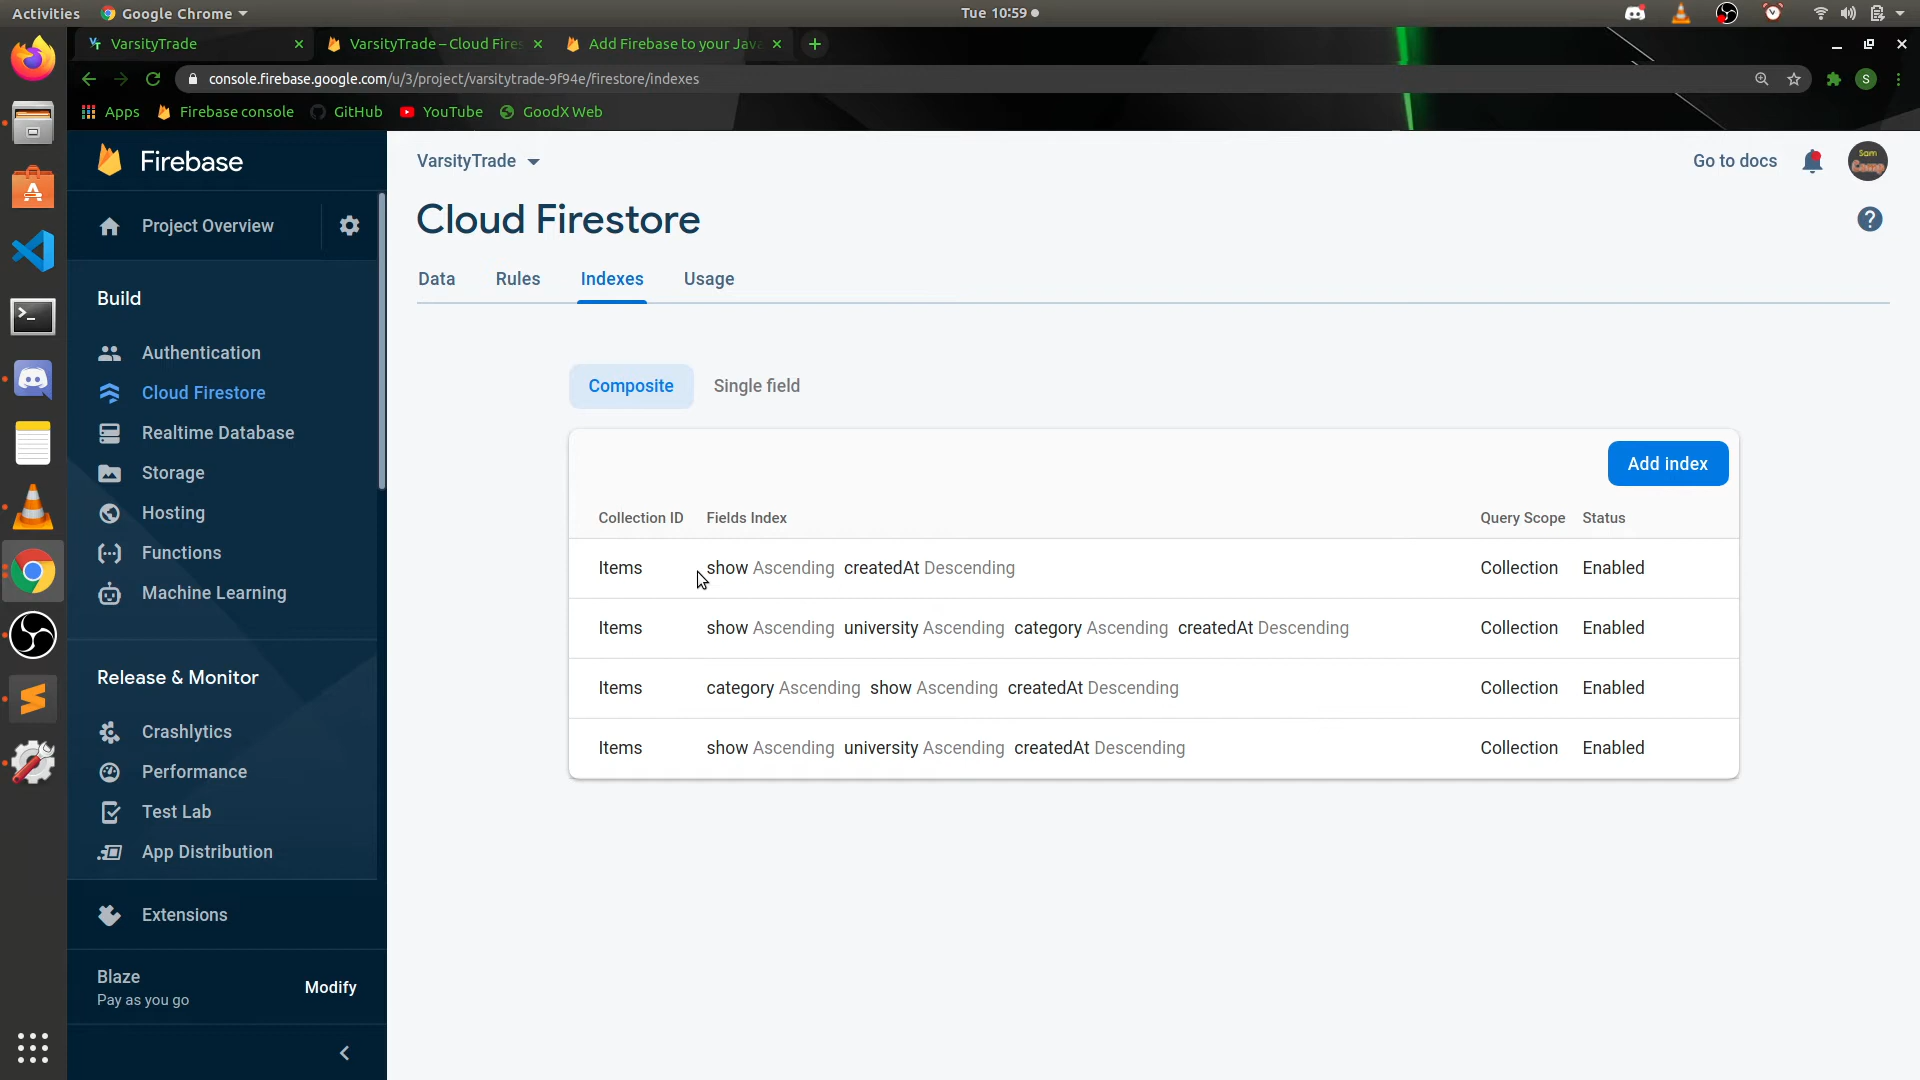 Activities Google Chrome Tue 10:59
VarsityTrade VarsityTrade – Cloud Fires Add Firebase to your Java
console.firebase.google.com/u/3/project/varsitytrade-9f94e/firestore/indexes S
Apps Firebase console GitHub YouTube GoodX Web
Firebase
Project Overview
Build
Authentication
Cloud Firestore
Realtime Database
Storage
Hosting
Functions
Machine Learning
Release & Monitor
Crashlytics
Performance
Test Lab
App Distribution
Extensions
Blaze
Pay as you go
Modify
VarsityTrade
Go to docs
Sam
Comp
Cloud Firestore
Data Rules Indexes Usage
Composite Single field
Add index
Collection ID Fields Index Query Scope Status
Items show Ascending createdAt Descending Collection Enabled
Items show Ascending university Ascending category Ascending createdAt Descending Collection Enabled
Items category Ascending show Ascending createdAt Descending Collection Enabled
Items show Ascending university Ascending createdAt Descending Collection Enabled